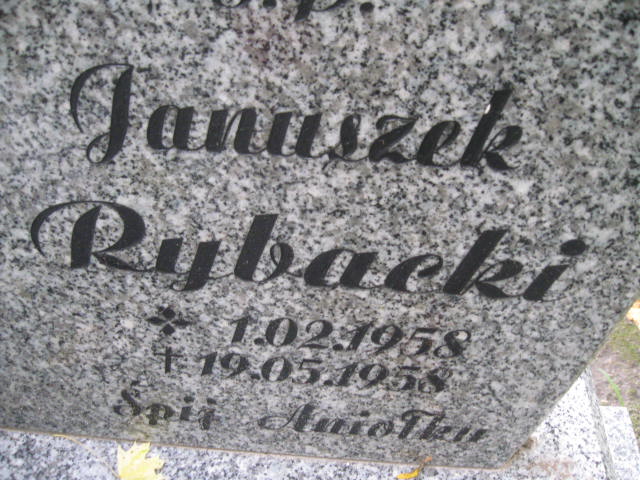 ś.p.
Januszek
Rybacki
1.02.1958
19.05.1958
Śpij Aniołku